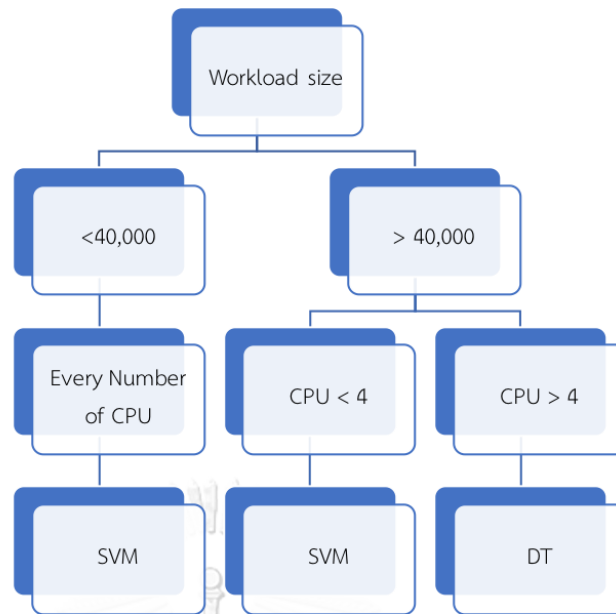 Workload size
<40,000
> 40,000
Every Number
of CPU
CPU < 4
CPU > 4
SVM
SVM
DT